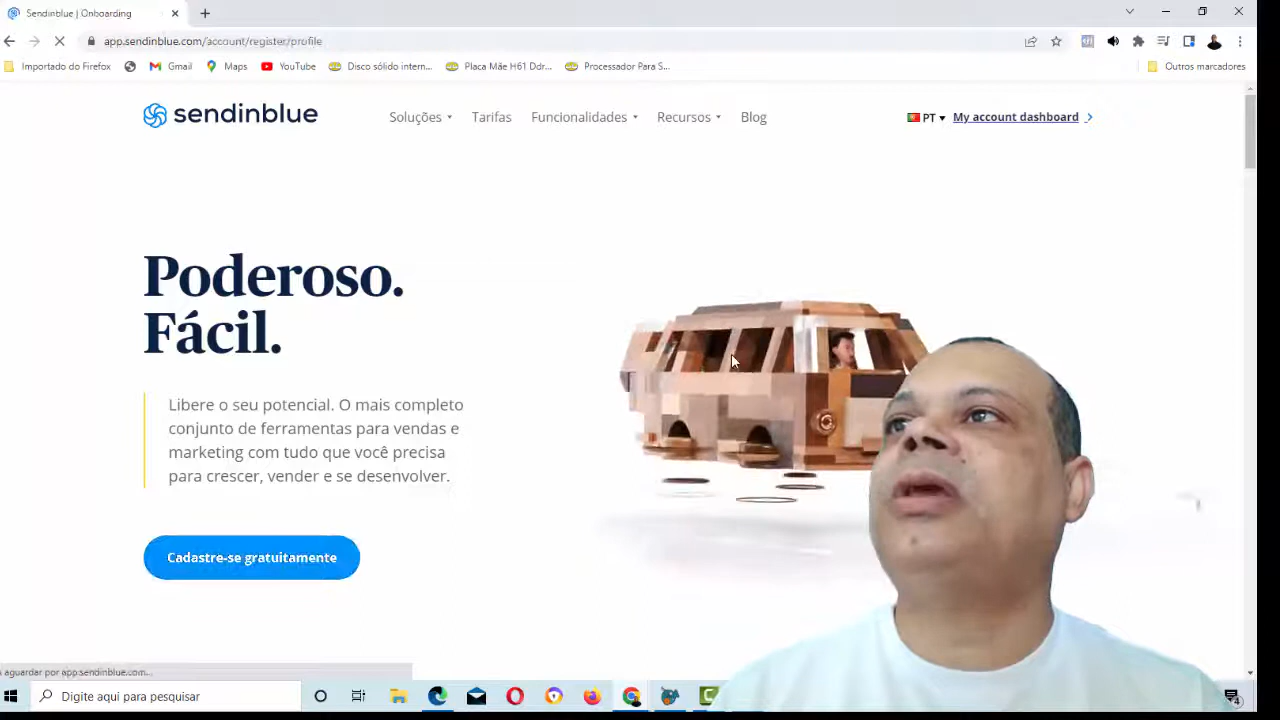 Sendinblue | Onboarding
app.sendinblue.com/account/register/profile
Importado do Firefox
Gmail
Maps
YouTube
Disco sólido intern...
Placa Mãe H61 Ddr...
Processador Para S...
Outros marcadores
sendinblue
Soluções
Tarifas
Funcionalidades
Recursos
Blog
PT
My account dashboard
Poderoso.
Fácil.
Libere o seu potencial. O mais completo
conjunto de ferramentas para vendas e
marketing com tudo que você precisa
para crescer, vender e se desenvolver.
Cadastre-se gratuitamente
a aguardar por app.sendinblue.com...
Digite aqui para pesquisar
4